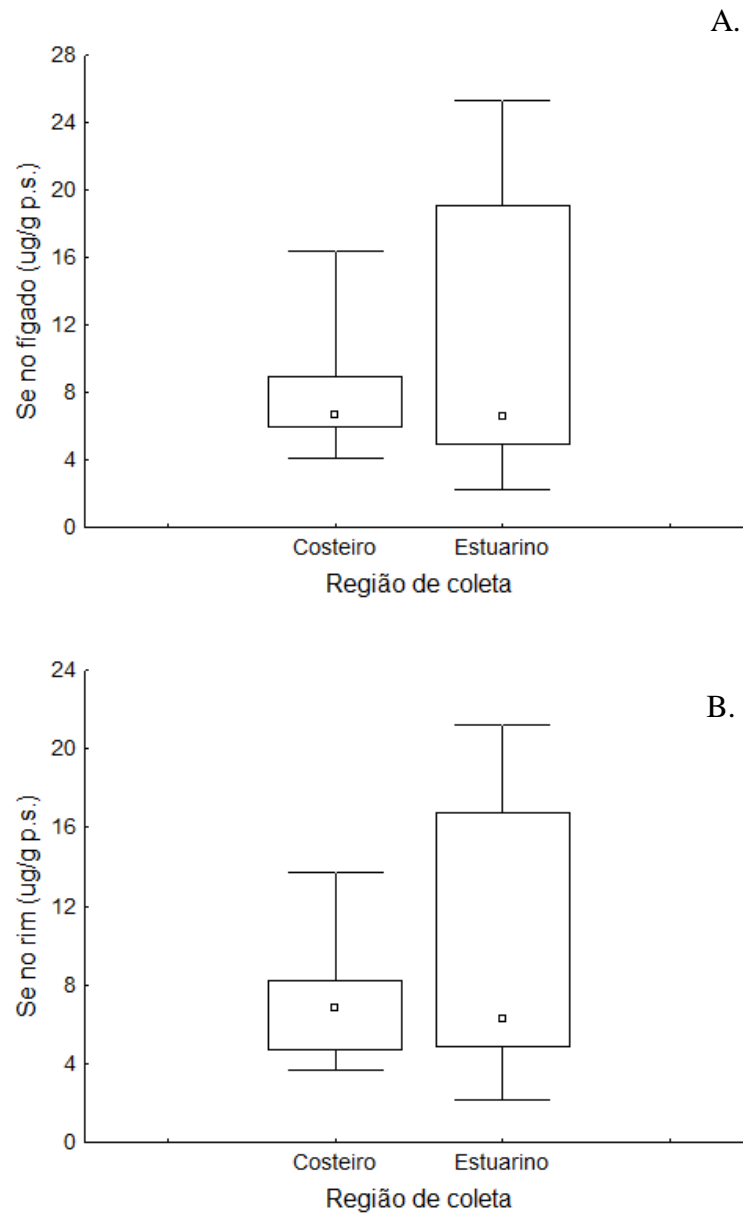 A.
28
24
20
16
12
8
4
0
Se no fígado (ug/g p.s.)
Costeiro Estuarino
Região de coleta
B.
24
20
16
12
8
4
0
Se no rim (ug/g p.s.)
Costeiro Estuarino
Região de coleta